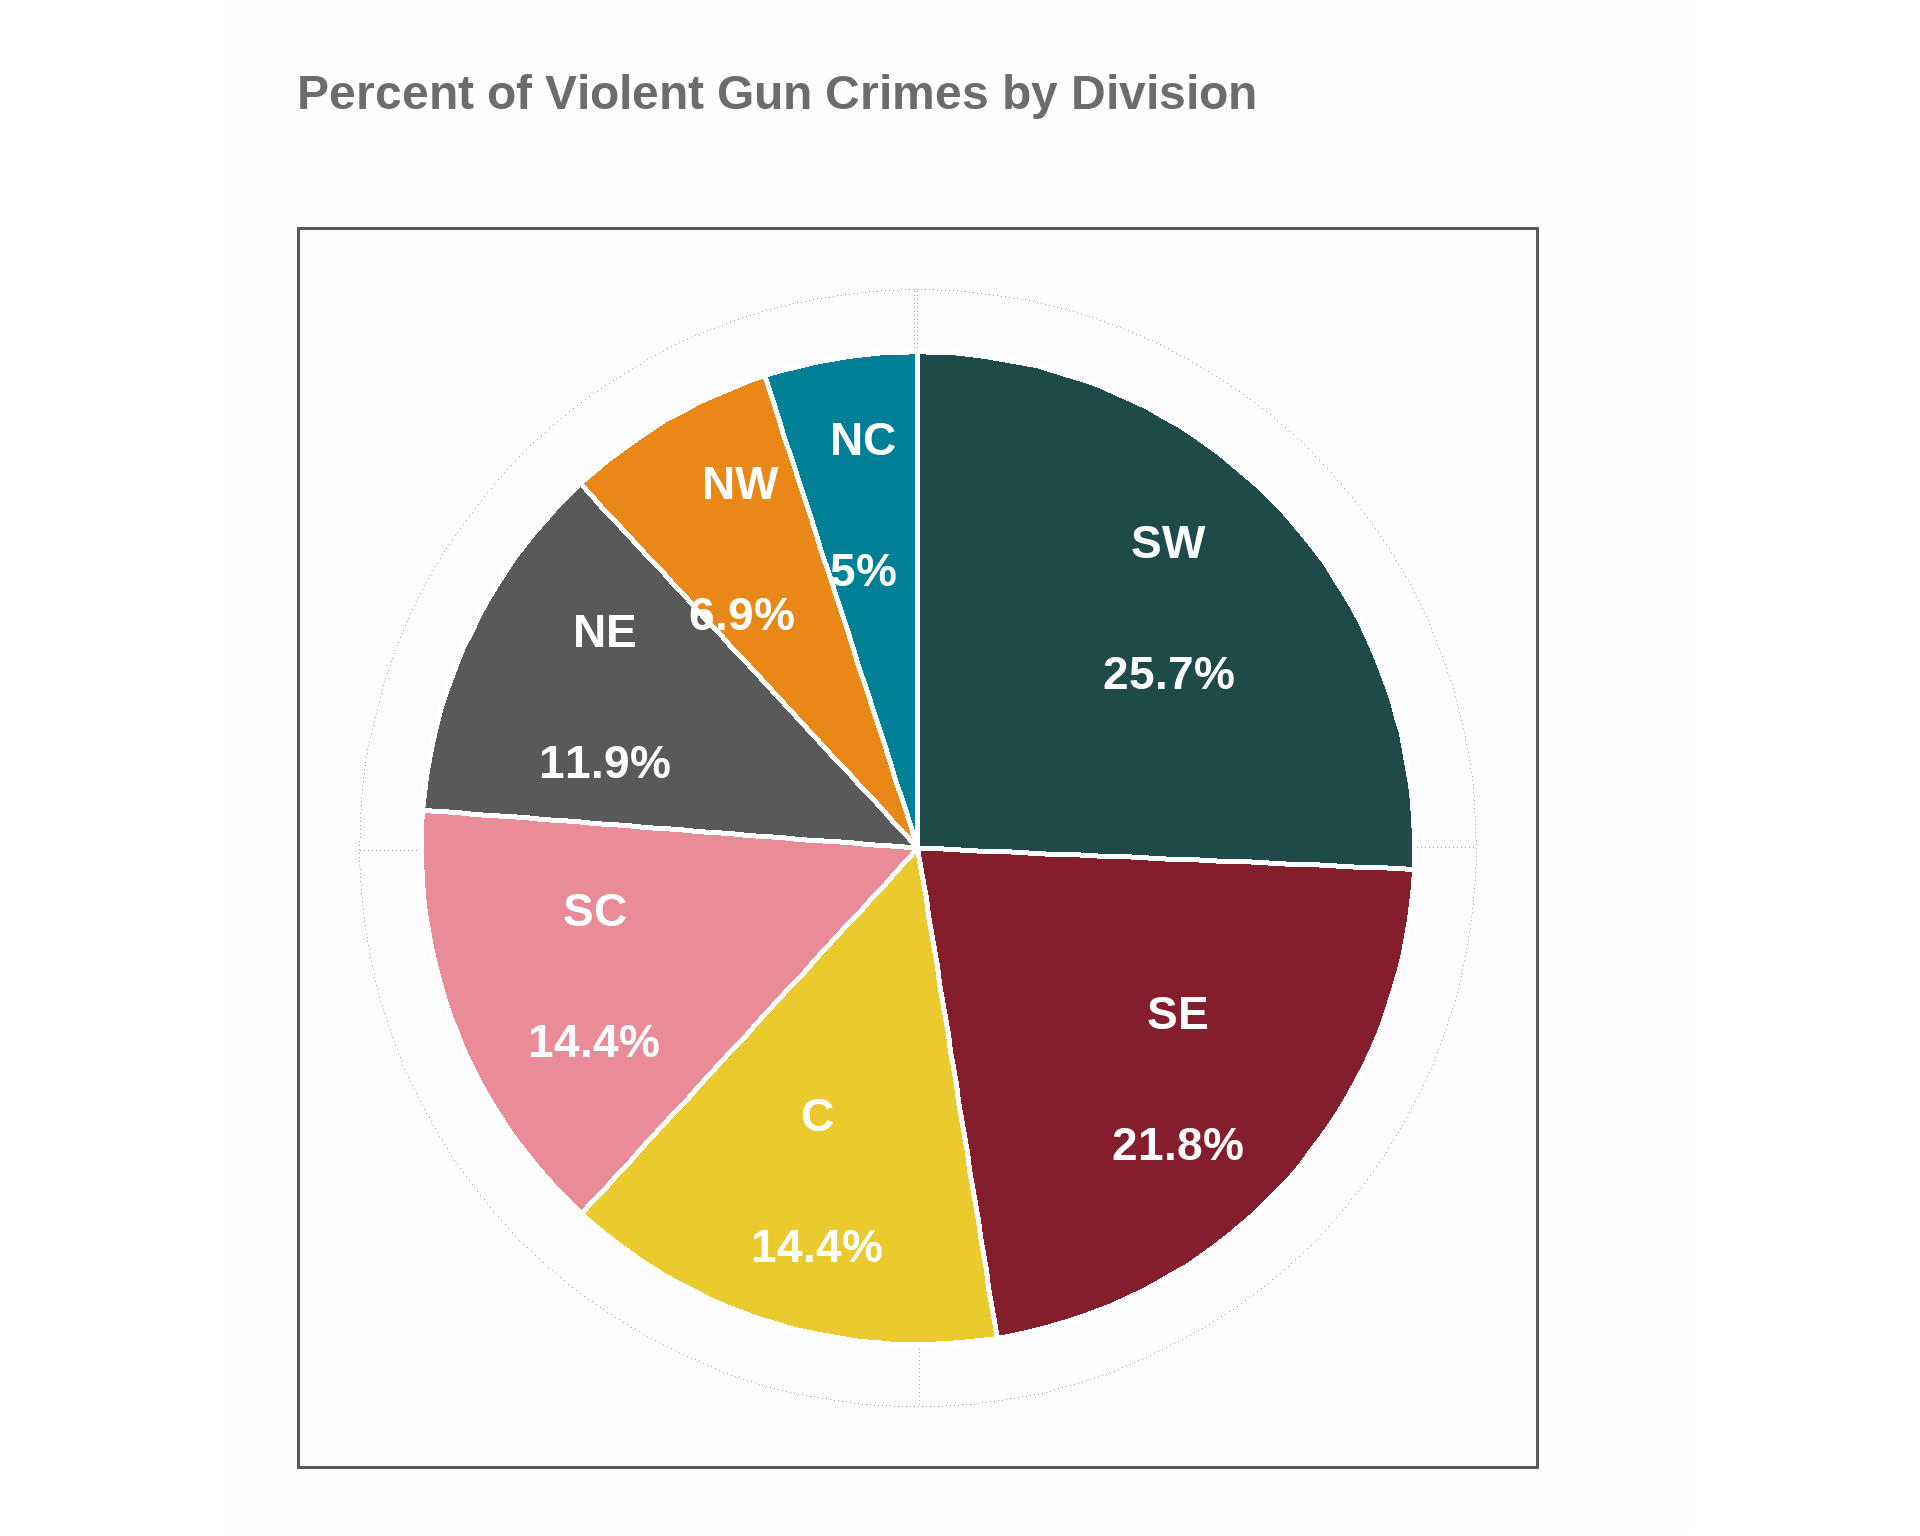 Percent of Violent Gun Crimes by Division
NC
5%
NW
6.9%
SW
25.7%
NE
11.9%
SC
14.4%
SE
21.8%
C
14.4%